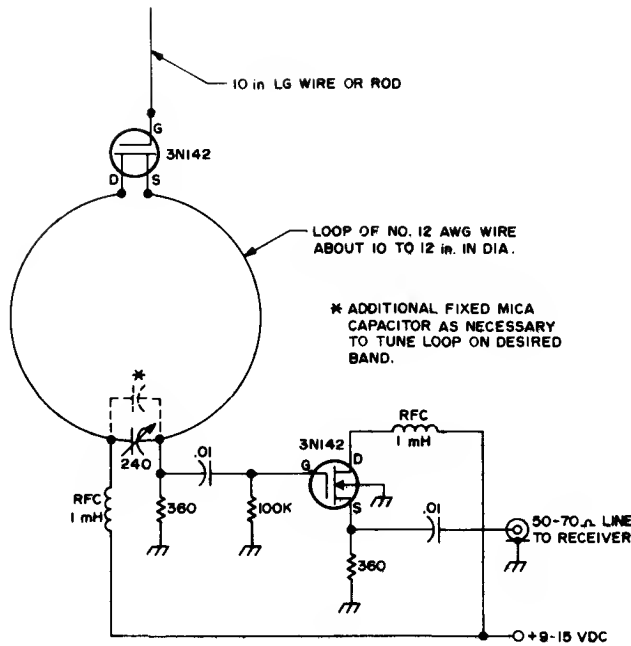 10 in LG WIRE OR ROD
G
3N142
D S
LOOP OF NO. 12 AWG WIRE
ABOUT 10 TO 12 in. IN DIA.
* ADDITIONAL FIXED MICA
CAPACITOR AS NECESSARY
TO TUNE LOOP ON DESIRED
BAND.
*
240
RFC
1 mH
360
.01
100K
3N142
G
D
S
RFC
1 mH
360
.01
50-70Ω LINE
TO RECEIVER
+9-15 VDC